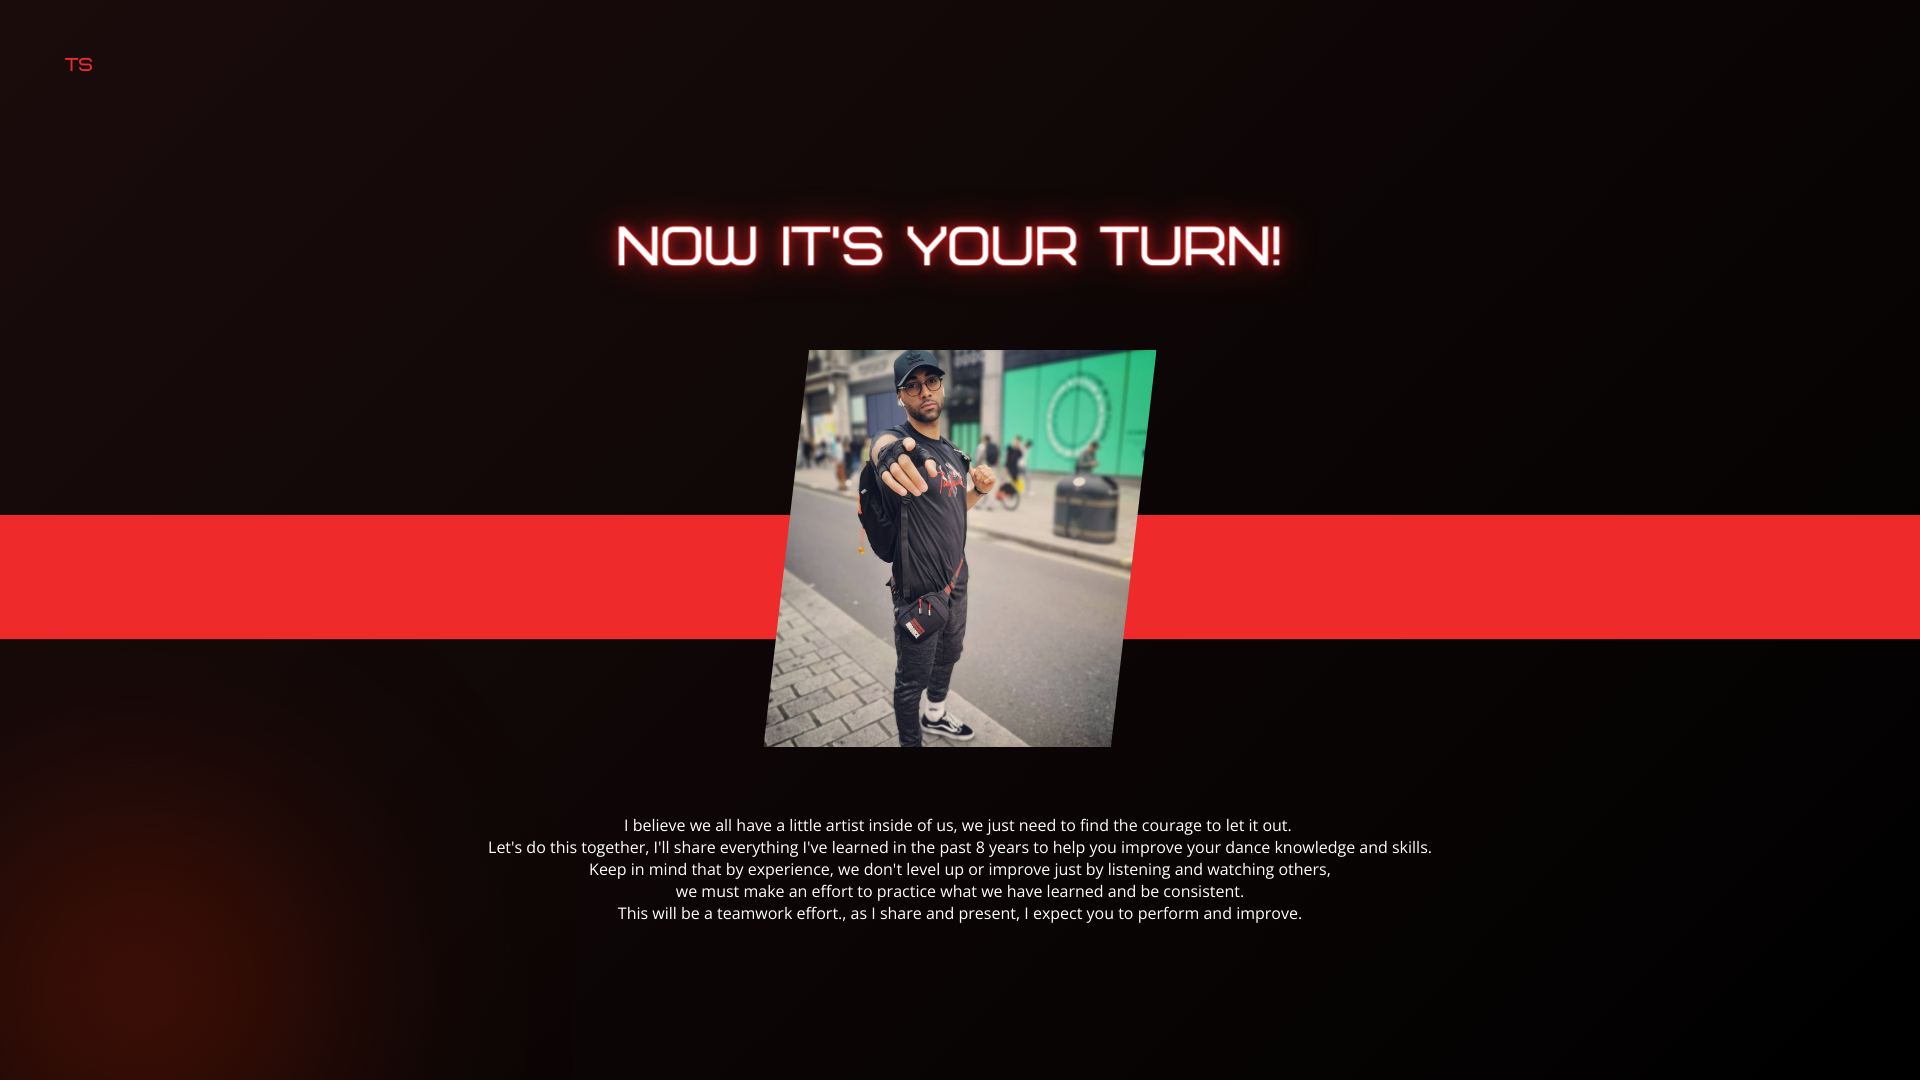 TS
NOW IT'S YOUR TURN!
I believe we all have a little artist inside of us, we just need to find the courage to let it out.
Let's do this together, I'll share everything I've learned in the past 8 years to help you improve your dance knowledge and skills.
Keep in mind that by experience, we don't level up or improve just by listening and watching others,
we must make an effort to practice what we have learned and be consistent.
This will be a teamwork effort., as I share and present, I expect you to perform and improve.